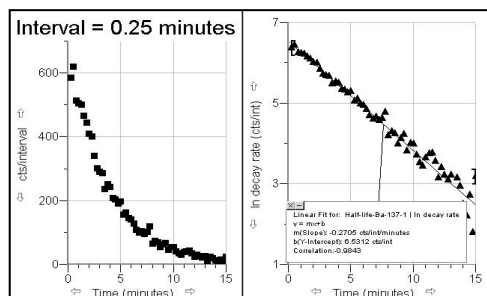 Interval = 0.25 minutes
600
400
200
0
cts/interval
0
5
10
15
Time (minutes)
7
5
3
1
ln decay rate (cts/int)
Linear Fit for: Half-life-Ba-137-1 | ln decay rate
y = mx+b
m(Slope): -0.2705 cts/int/minutes
b(Y-Intercept): 6.5312 cts/int
Correlation:-0.9843
0
5
10
15
Time (minutes)